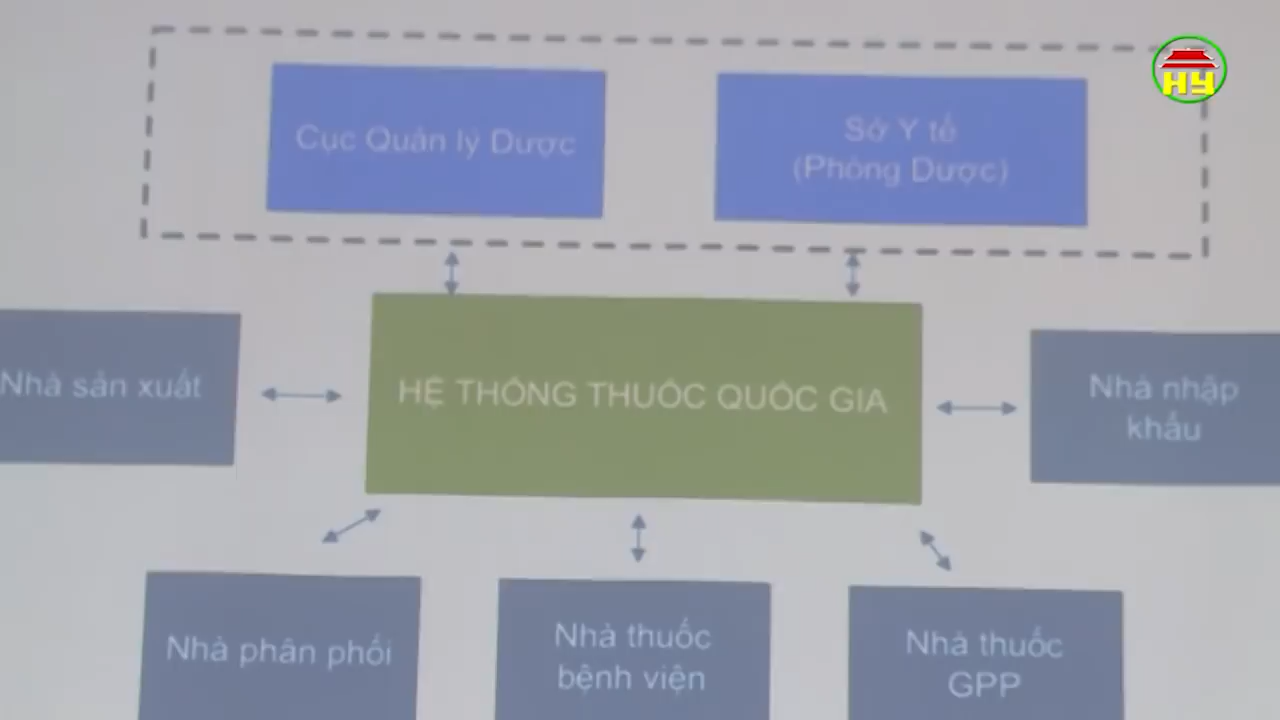 Cục Quản lý Dược
Sở Y tế
(Phòng Dược)
HY
Nhà sản xuất
HỆ THỐNG THUỐC QUỐC GIA
Nhà nhập
khẩu
Nhà phân phối
Nhà thuốc
bệnh viện
Nhà thuốc
GPP